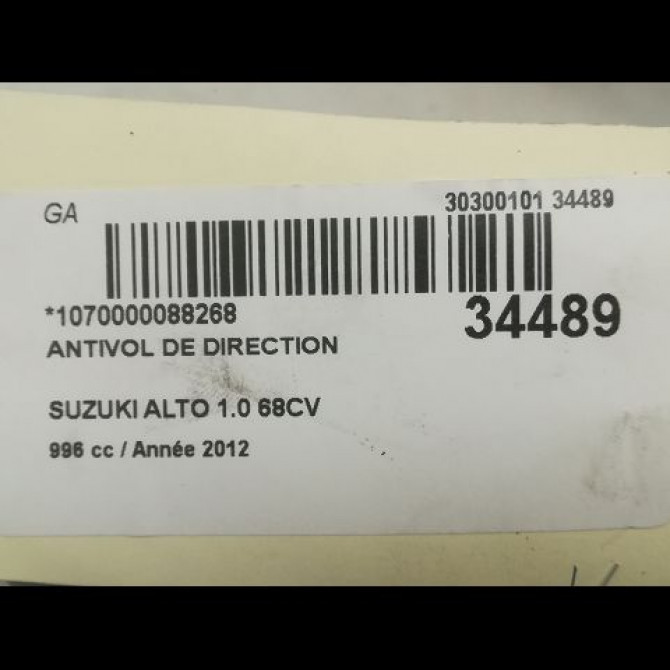 GA 30300101 34489
*1070000088268 34489
ANTIVOL DE DIRECTION
SUZUKI ALTO 1.0 68CV
996 cc / Année 2012